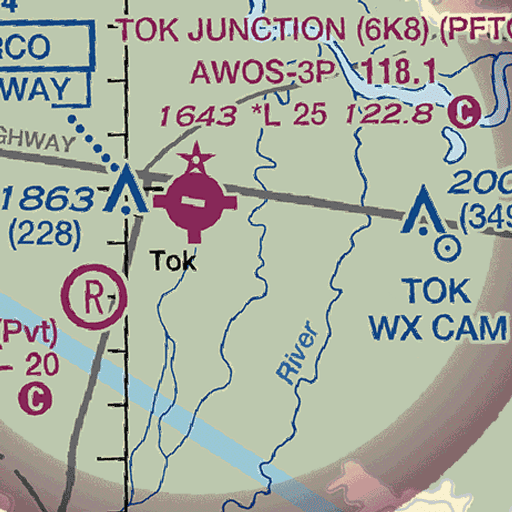 4
RCO
WAY
TOK JUNCTION (6K8) (PFTO
AWOS-3P 118.1
1643 *L 25 122.8 C
GHWAY
1863
(228)
200
(349
Tok
TOK
WX CAM
R
(Pvt)
- 20
C
River